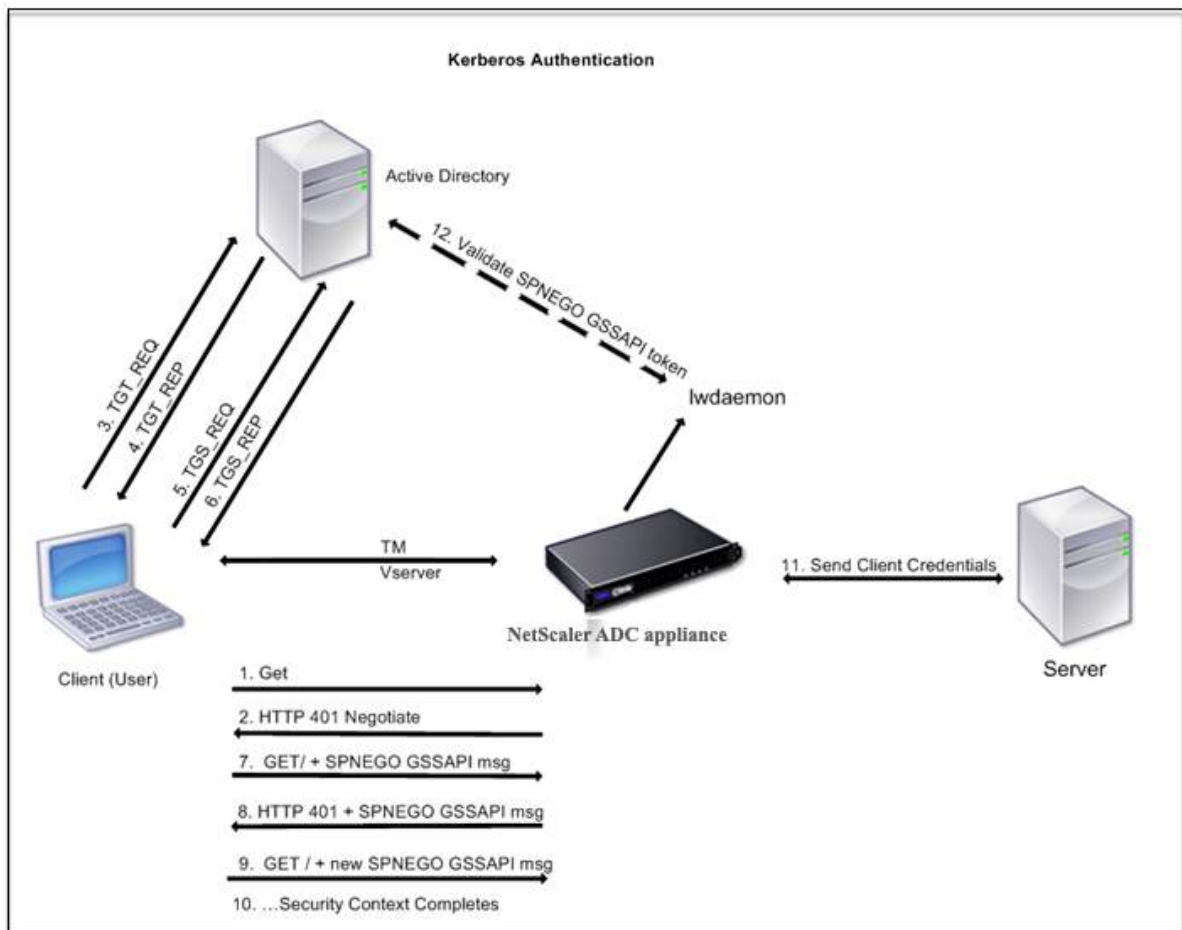 Kerberos Authentication
Active Directory
12. Validate SPNEGO GSSAPI token
3. TGT_REQ
4. TGT_REP
5. TGS_REQ
6. TGS_REP
lwdaemon
TM
Vserver
11. Send Client Credentials
NetScaler ADC appliance
Client (User)
Server
1. Get
2. HTTP 401 Negotiate
7. GET/ + SPNEGO GSSAPI msg
8. HTTP 401 + SPNEGO GSSAPI msg
9. GET / + new SPNEGO GSSAPI msg
10. ...Security Context Completes